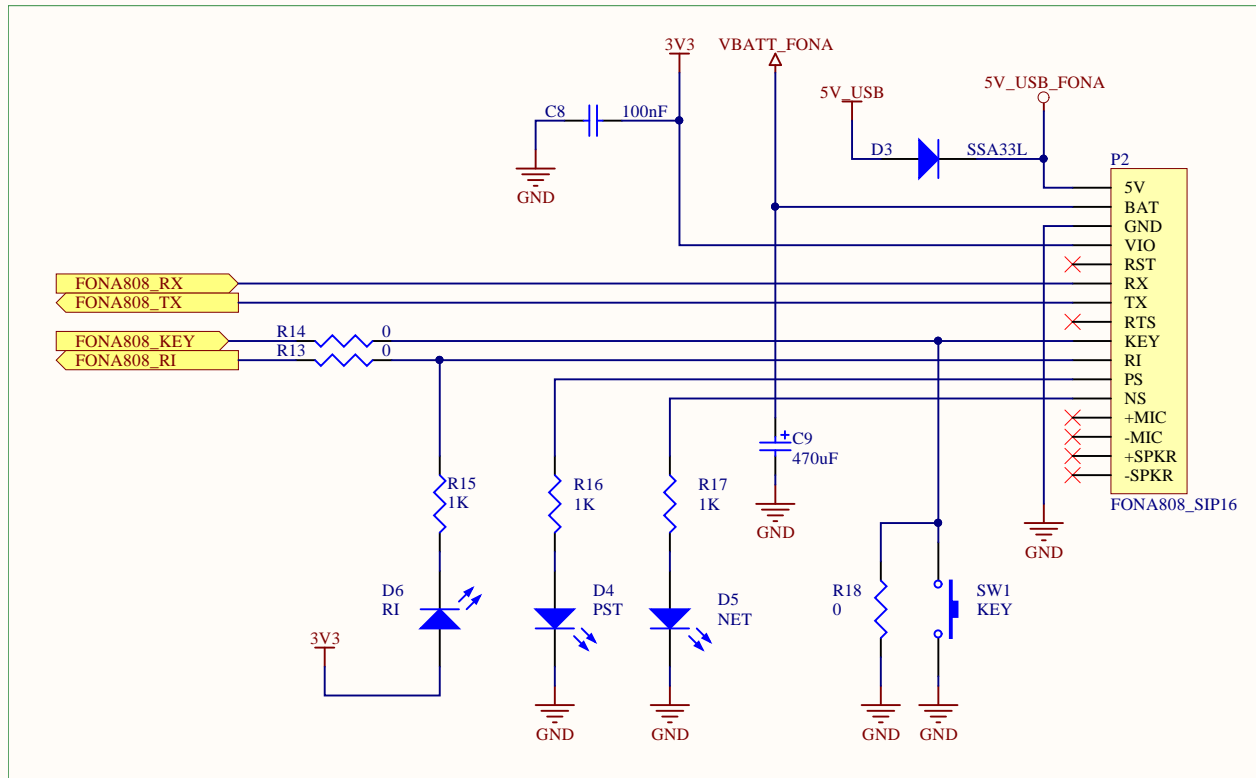 3V3
VBATT_FONA
5V_USB
5V_USB_FONA
C8
100nF
GND
D3
SSA33L
P2
5V
BAT
GND
VIO
RST
RX
TX
RTS
KEY
RI
PS
NS
+MIC
-MIC
+SPKR
-SPKR
FONA808_SIP16
GND
FONA808_RX
FONA808_TX
FONA808_KEY
FONA808_RI
R14
0
R13
0
+
C9
470uF
GND
R15
1K
R16
1K
R17
1K
D6
RI
D4
PST
D5
NET
R18
0
SW1
KEY
3V3
GND
GND
GND
GND